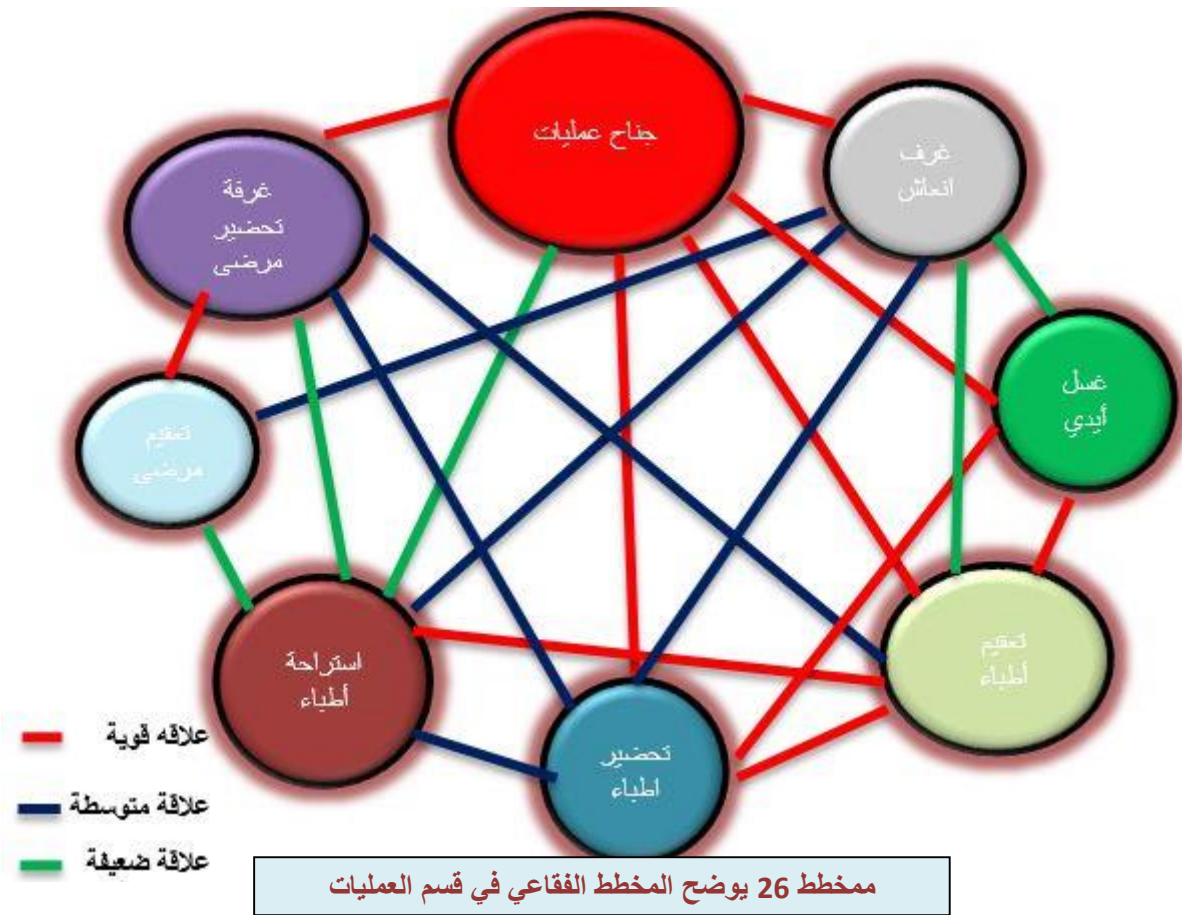 جناح عمليات
غرف
انعاش
غرفة
تحضير
مرضى
غسل
أيدي
تعقيم
مرضى
تعقيم
أطباء
استراحة
أطباء
تحضير
اطباء
علاقه قوية
علاقة متوسطة
علاقة ضعيفة
ممخطط 26 يوضح المخطط الفقاعي في قسم العمليات